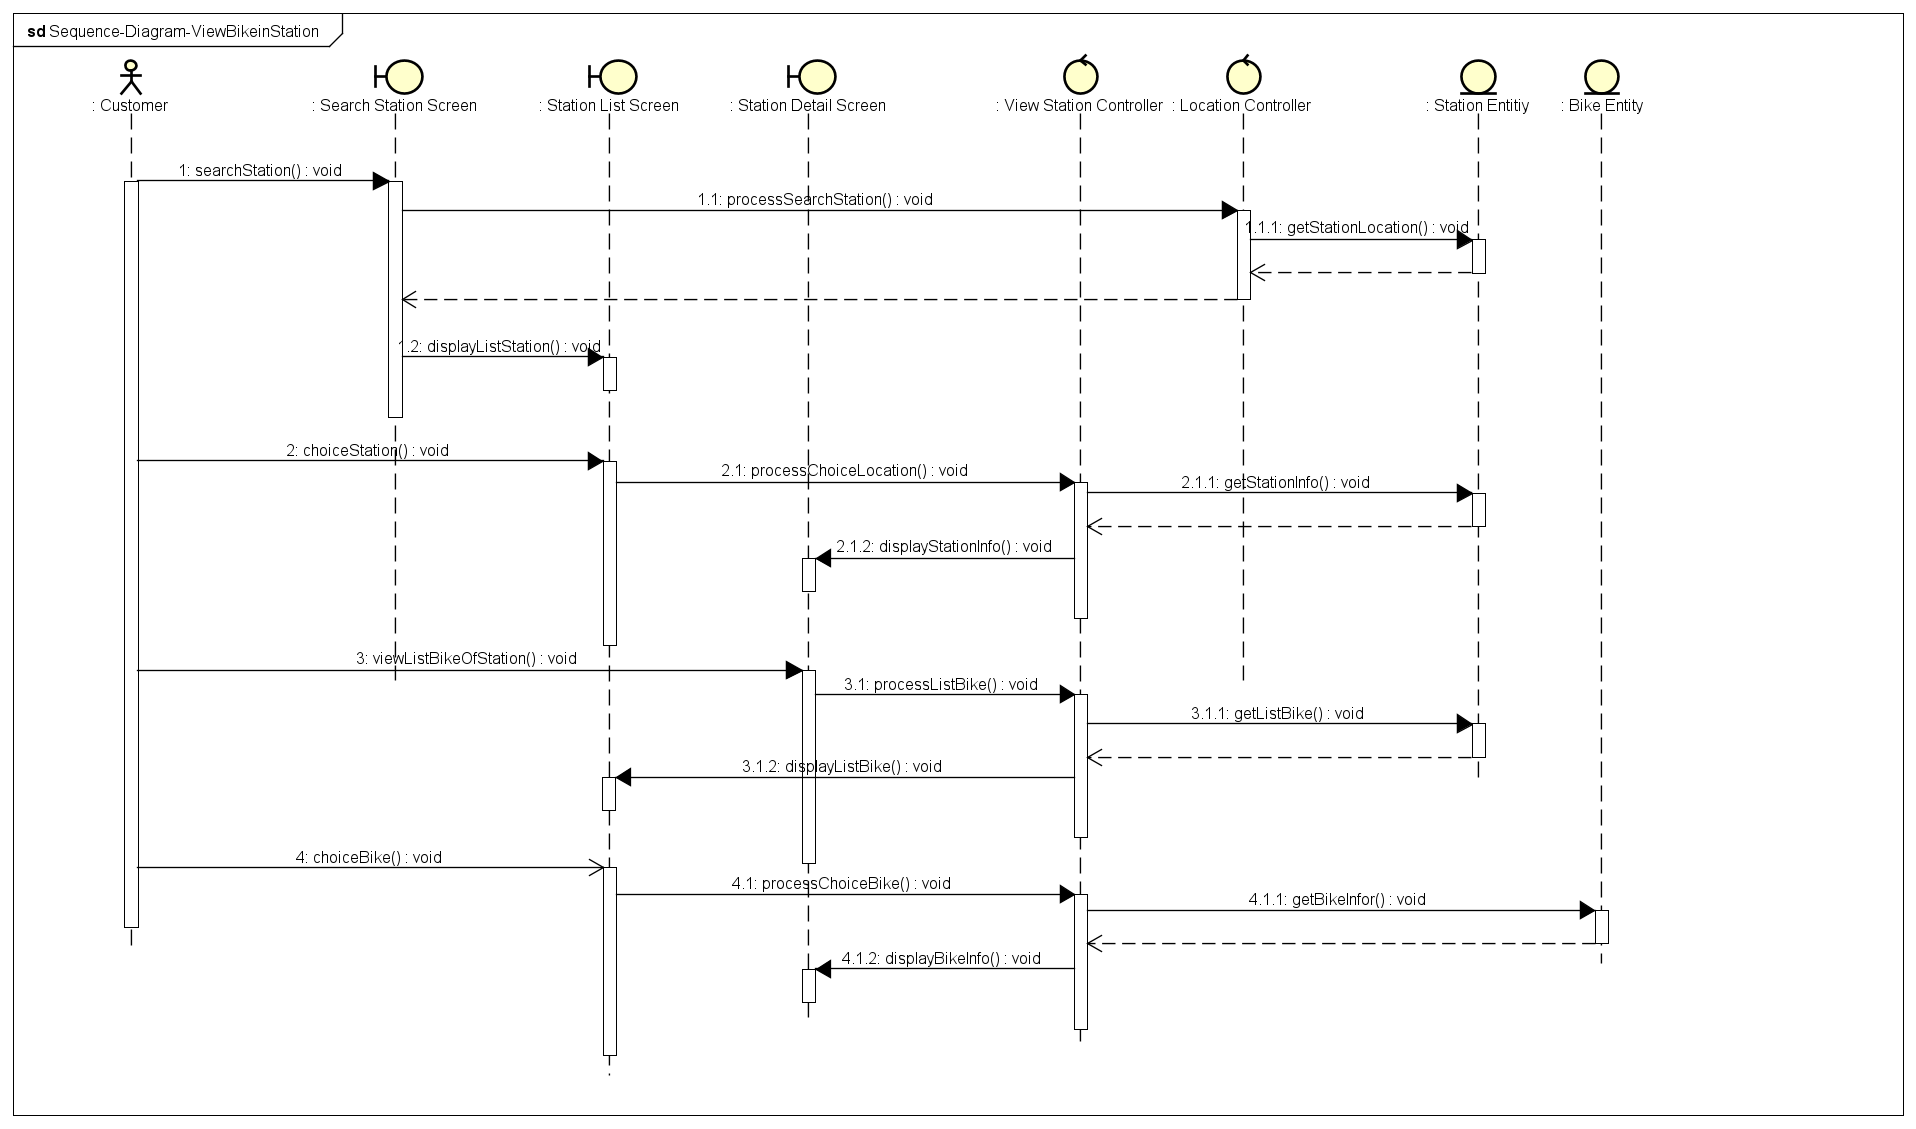 sd Sequence-Diagram-ViewBikeinStation
: Customer
: Search Station Screen
: Station List Screen
: Station Detail Screen
: View Station Controller
: Location Controller
: Station Entitiy
: Bike Entity
1: searchStation() : void
1.1: processSearchStation() : void
1.1.1: getStationLocation() : void
1.2: displayListStation() : void
2: choiceStation() : void
2.1: processChoiceLocation() : void
2.1.1: getStationInfo() : void
2.1.2: displayStationInfo() : void
3: viewListBikeOfStation() : void
3.1: processListBike() : void
3.1.1: getListBike() : void
3.1.2: displayListBike() : void
4: choiceBike() : void
4.1: processChoiceBike() : void
4.1.1: getBikeInfor() : void
4.1.2: displayBikeInfo() : void